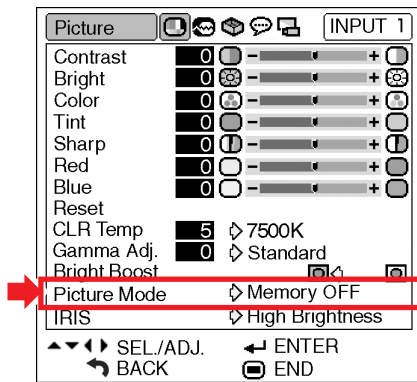 Picture INPUT 1
Contrast 0 - +
Bright 0 - +
Color 0 - +
Tint 0 - +
Sharp 0 - +
Red 0 - +
Blue 0 - +
Reset
CLR Temp 5 7500K
Gamma Adj. 0 Standard
Bright Boost
Picture Mode Memory OFF
IRIS High Brightness
SEL./ADJ. ENTER
BACK END